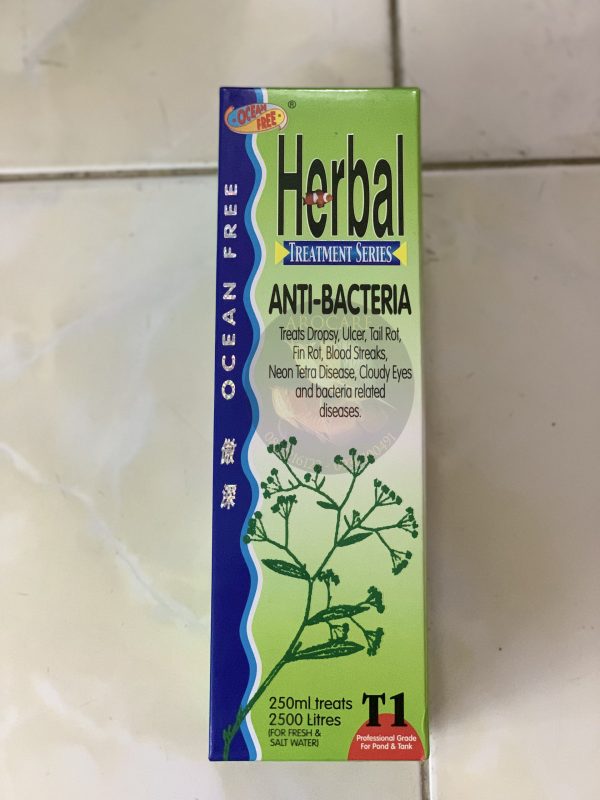 OCEAN
FREE
®
Herbal
TREATMENT SERIES
ANTI-BACTERIA
Treats Dropsy, Ulcer, Tail Rot,
Fin Rot, Blood Streaks,
Neon Tetra Disease, Cloudy Eyes
and bacteria related
diseases.
OCEAN FREE
250ml treats
2500 Litres
(FOR FRESH &
SALT WATER)
T1
Professional Grade
For Pond & Tank